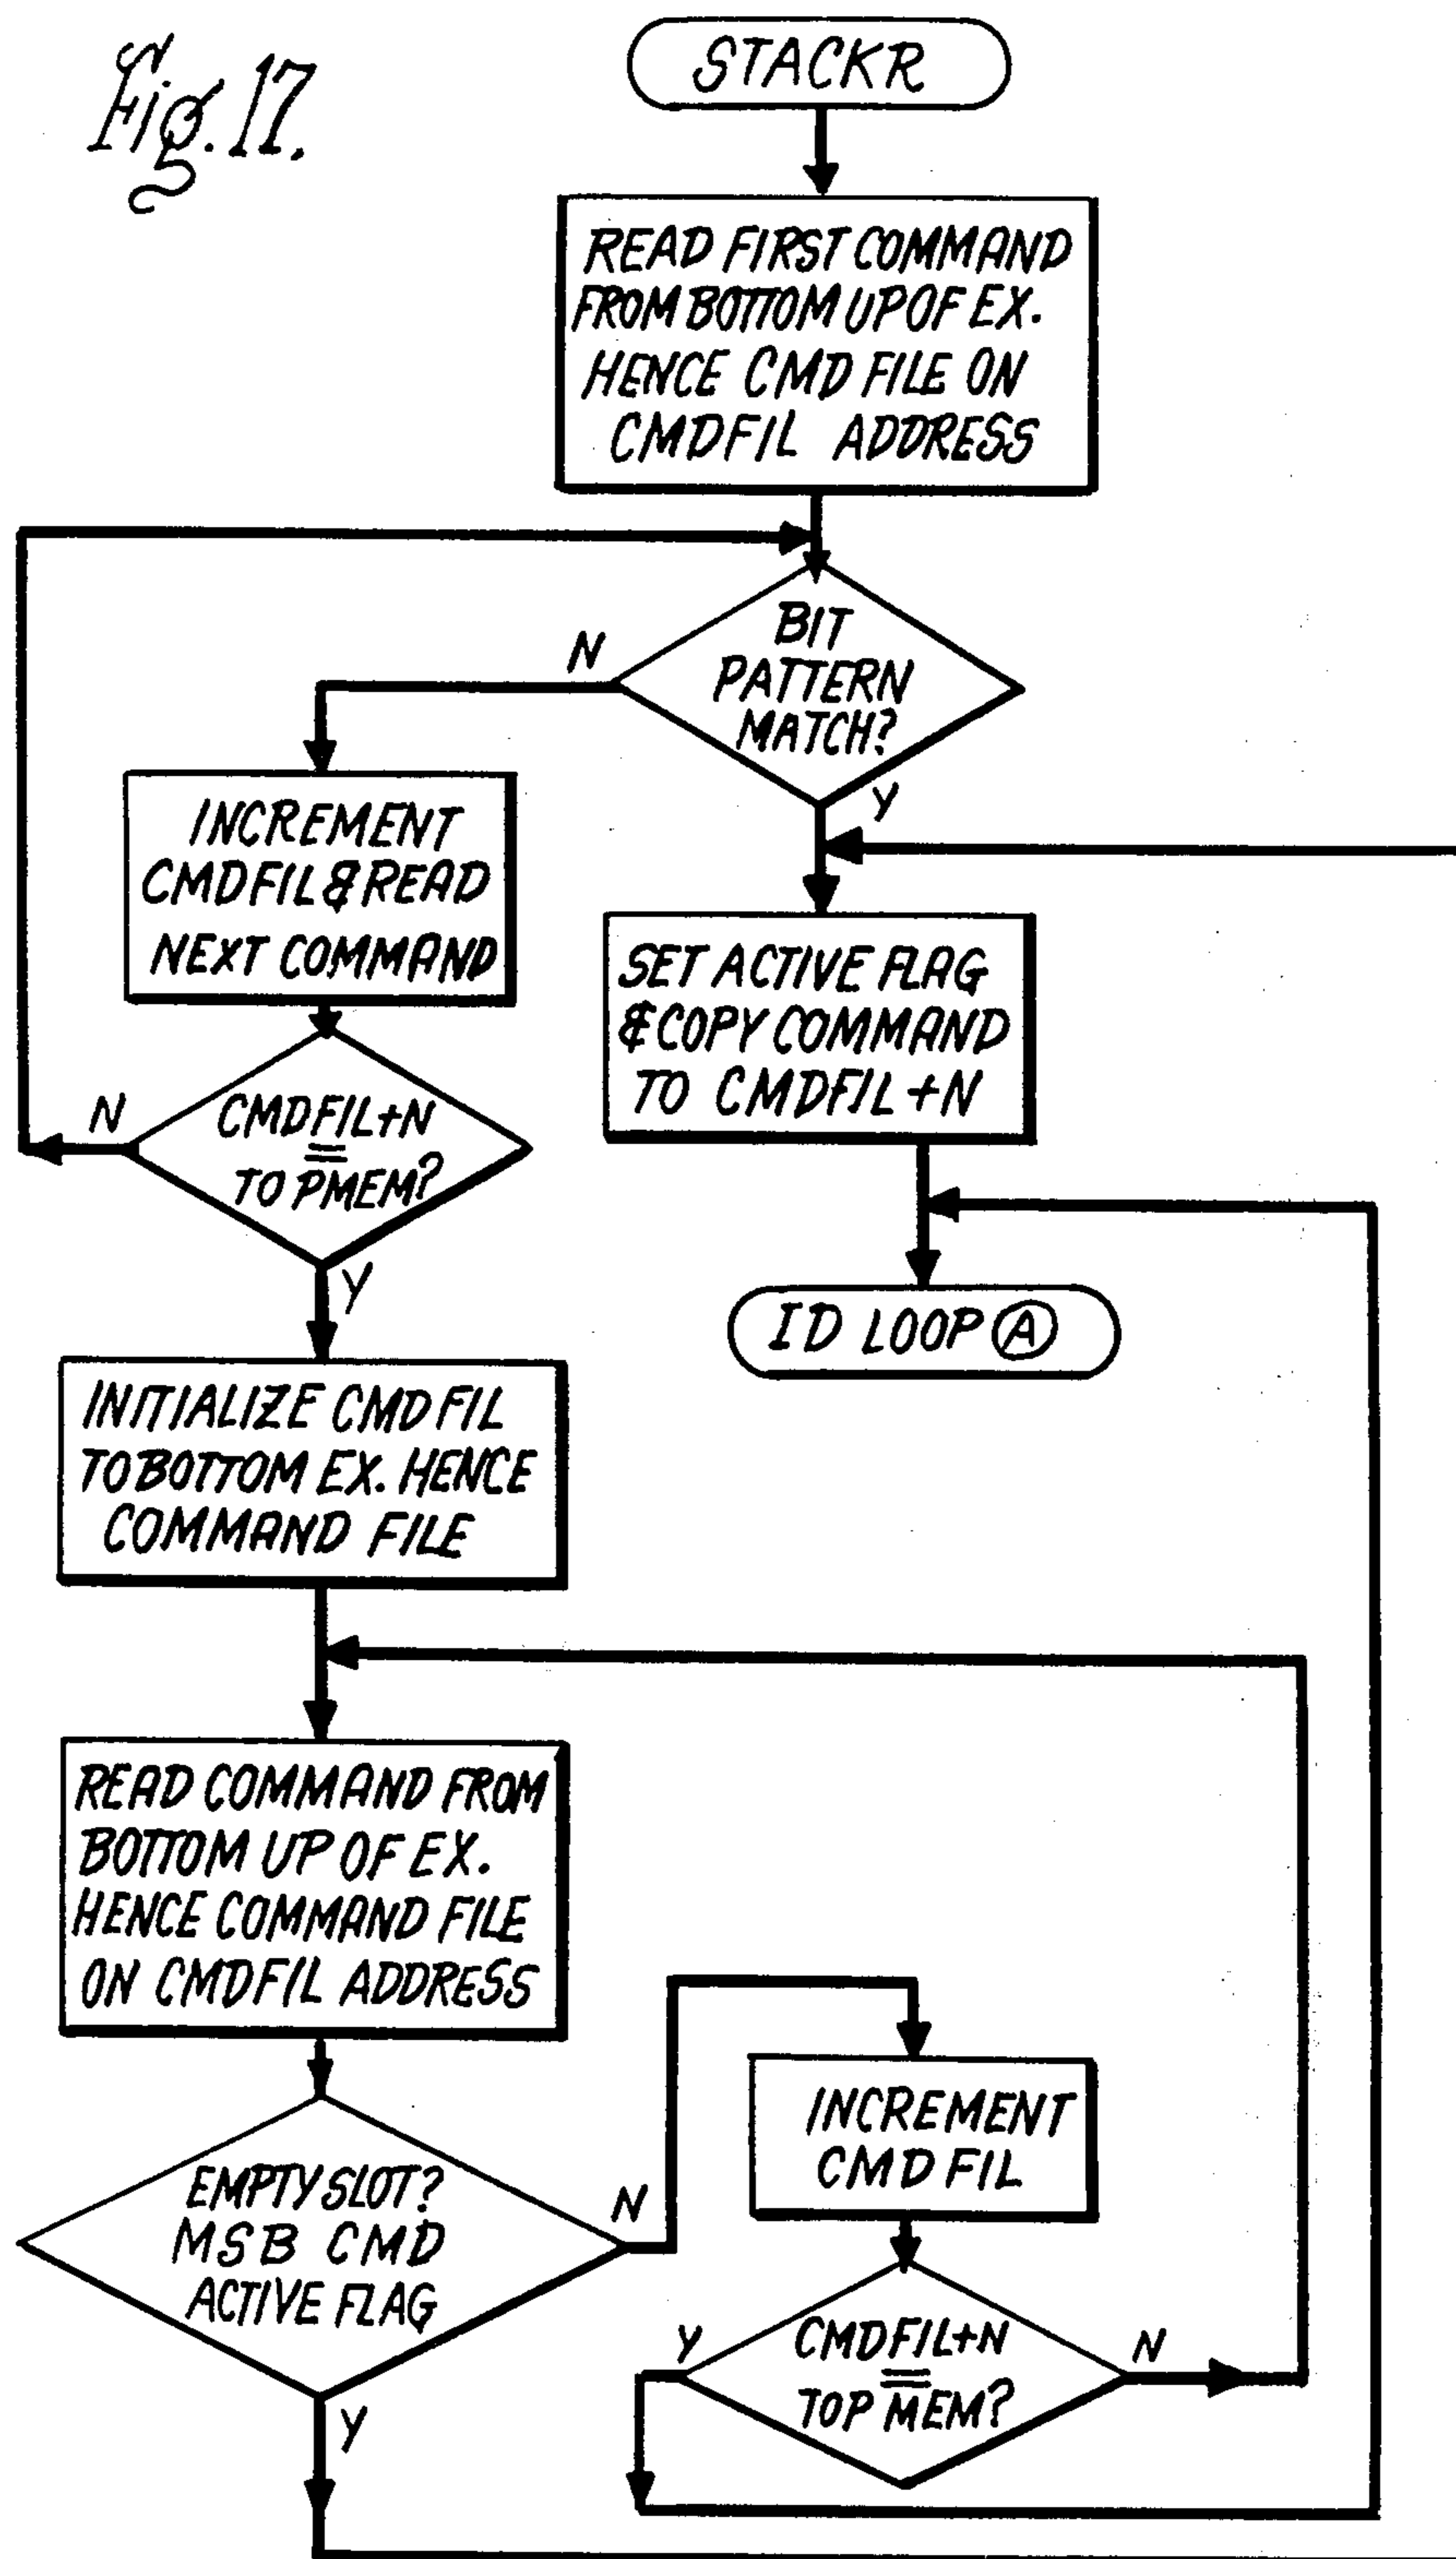 Fig. 17.
STACKR
READ FIRST COMMAND
FROM BOTTOM UP OF EX.
HENCE CMD FILE ON
CMDFIL ADDRESS
BIT
PATTERN
MATCH?
N
Y
INCREMENT
CMDFIL & READ
NEXT COMMAND
SET ACTIVE FLAG
& COPY COMMAND
TO CMDFIL +N
N
CMDFIL+N
=
TO PMEM?
Y
ID LOOP A
INITIALIZE CMDFIL
TO BOTTOM EX. HENCE
COMMAND FILE
READ COMMAND FROM
BOTTOM UP OF EX.
HENCE COMMAND FILE
ON CMDFIL ADDRESS
EMPTY SLOT?
MSB CMD
ACTIVE FLAG
N
Y
INCREMENT
CMDFIL
Y
CMDFIL+N
=
TOP MEM?
N